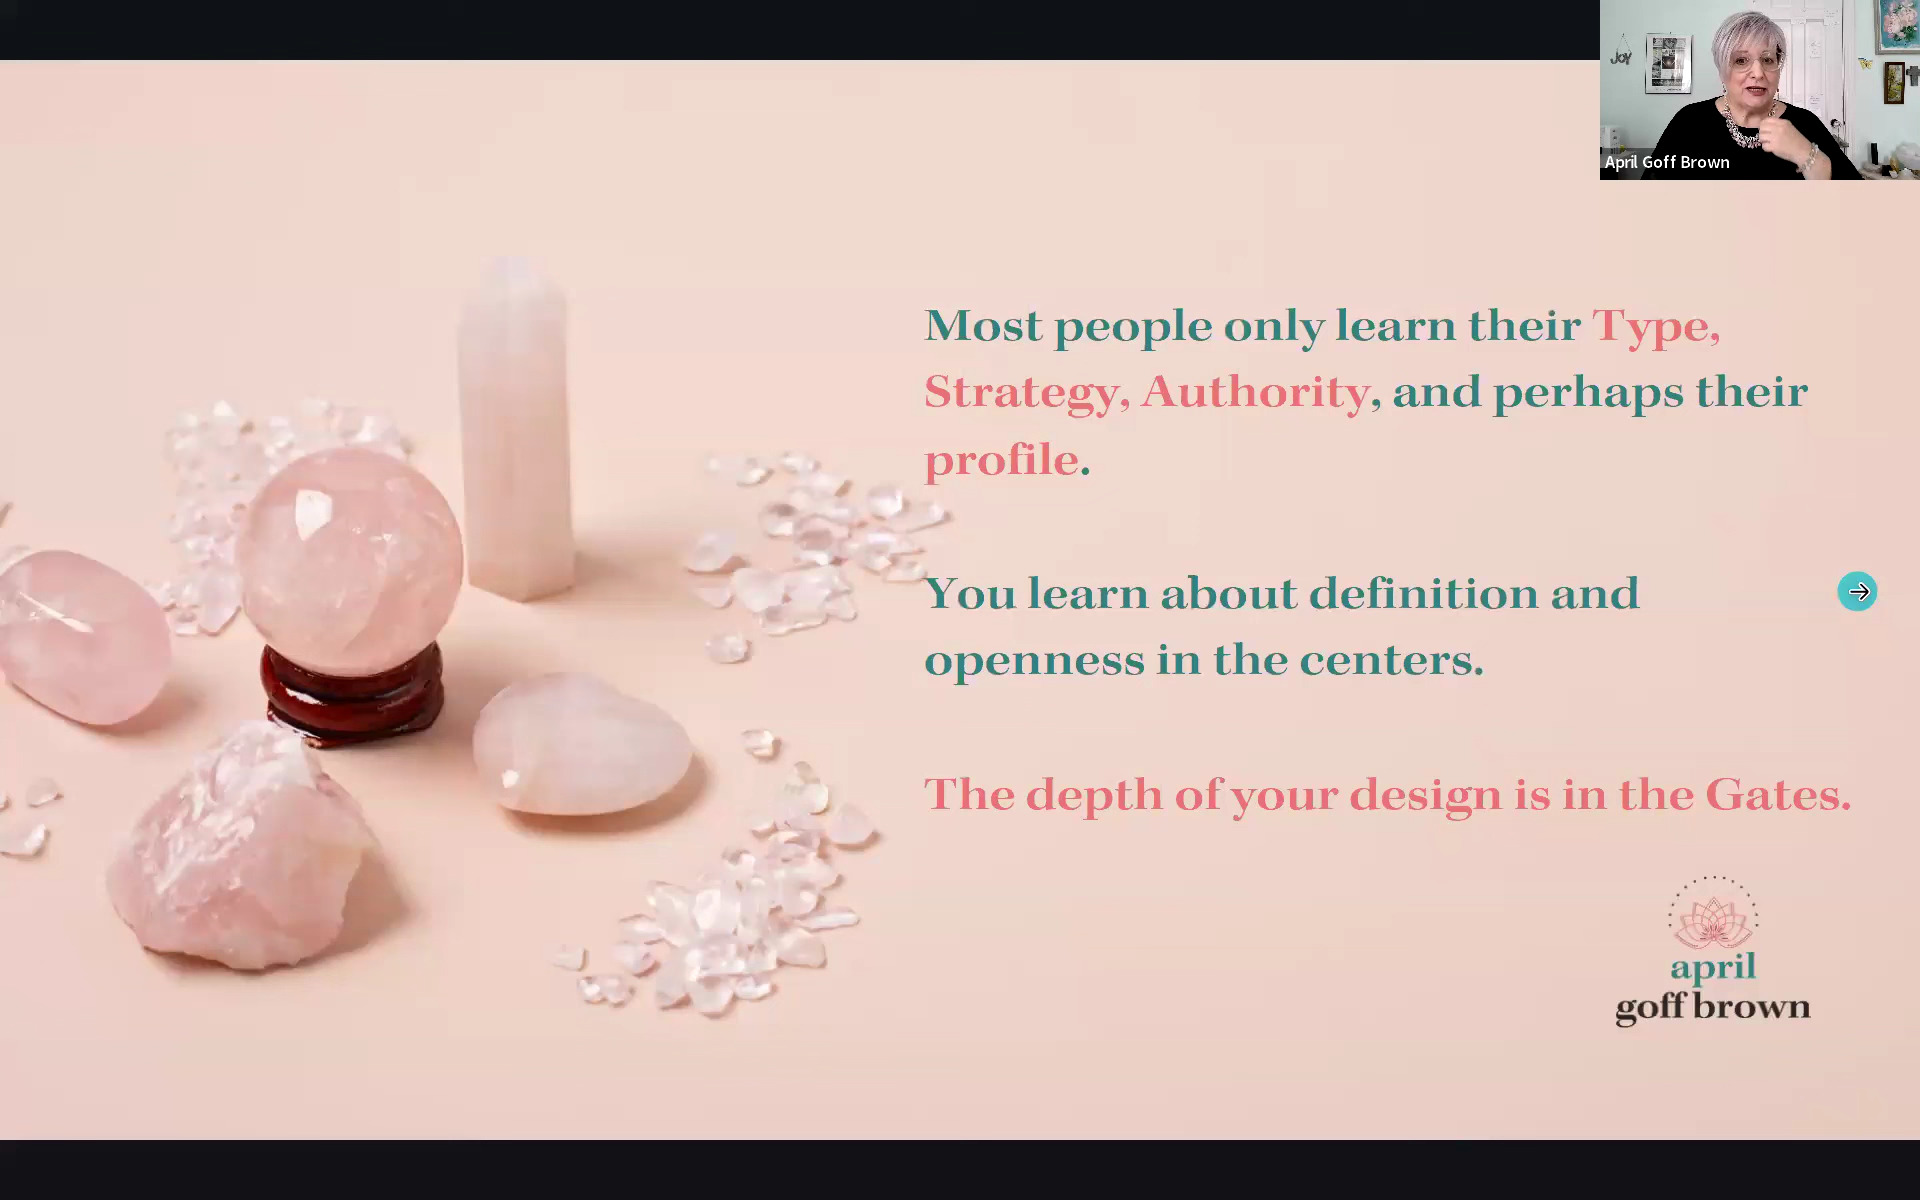 JOY
April Goff Brown
Most people only learn their Type,
Strategy, Authority, and perhaps their
profile.
You learn about definition and
openness in the centers.
The depth of your design is in the Gates.
april
goff brown